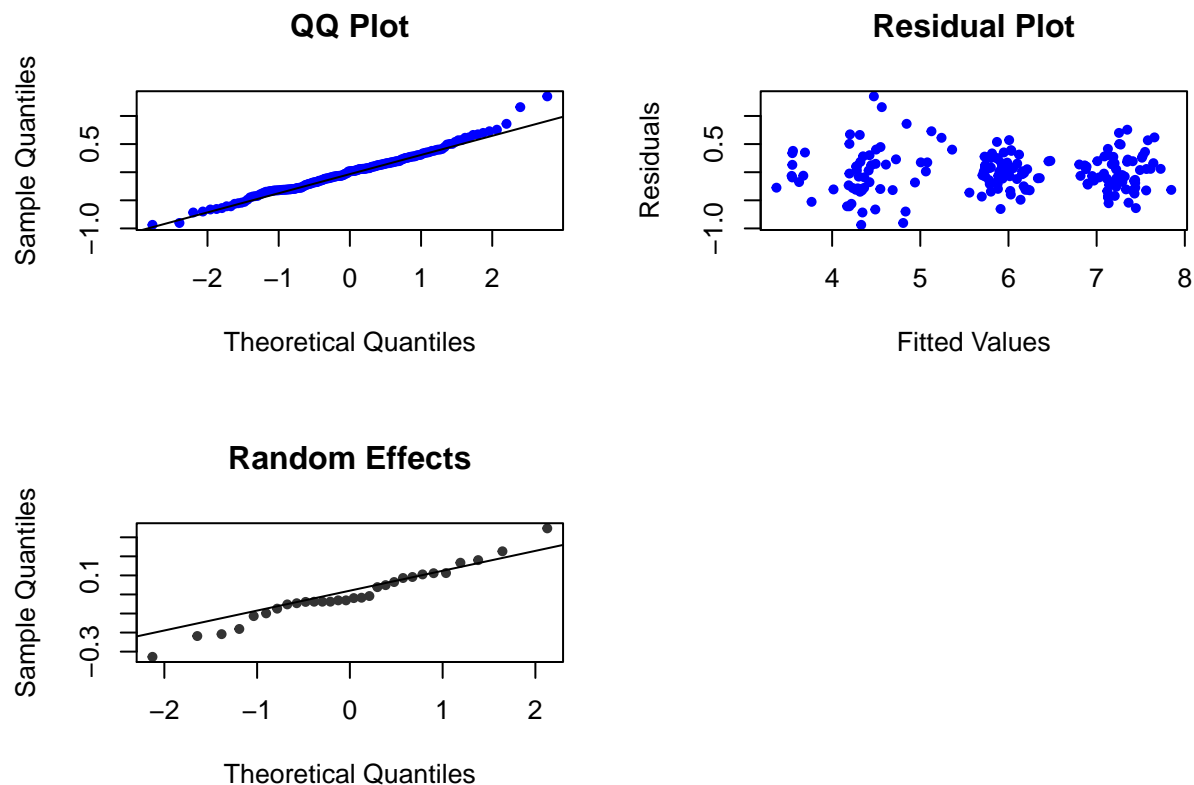 QQ Plot
Sample Quantiles
0.5
−1.0
−2 −1 0 1 2
Theoretical Quantiles
Residual Plot
Residuals
0.5
−1.0
4 5 6 7 8
Fitted Values
Random Effects
Sample Quantiles
0.1
−0.3
−2 −1 0 1 2
Theoretical Quantiles